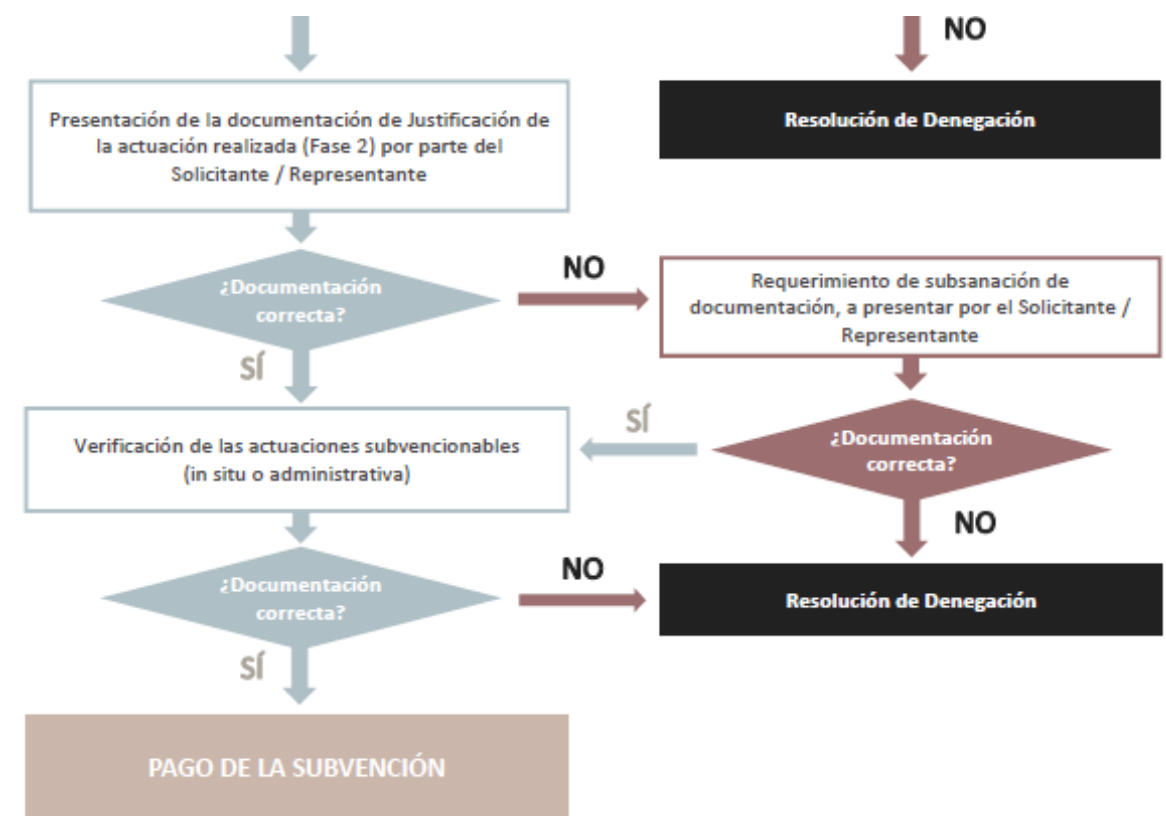 NO
Resolución de Denegación
Presentación de la documentación de Justificación de
la actuación realizada (Fase 2) por parte del
Solicitante / Representante
¿Documentación
correcta?
NO
Requerimiento de subsanación de
documentación, a presentar por el Solicitante /
Representante
SÍ
Verificación de las actuaciones subvencionables
(in situ o administrativa)
SÍ
¿Documentación
correcta?
NO
¿Documentación
correcta?
NO
Resolución de Denegación
SÍ
PAGO DE LA SUBVENCIÓN